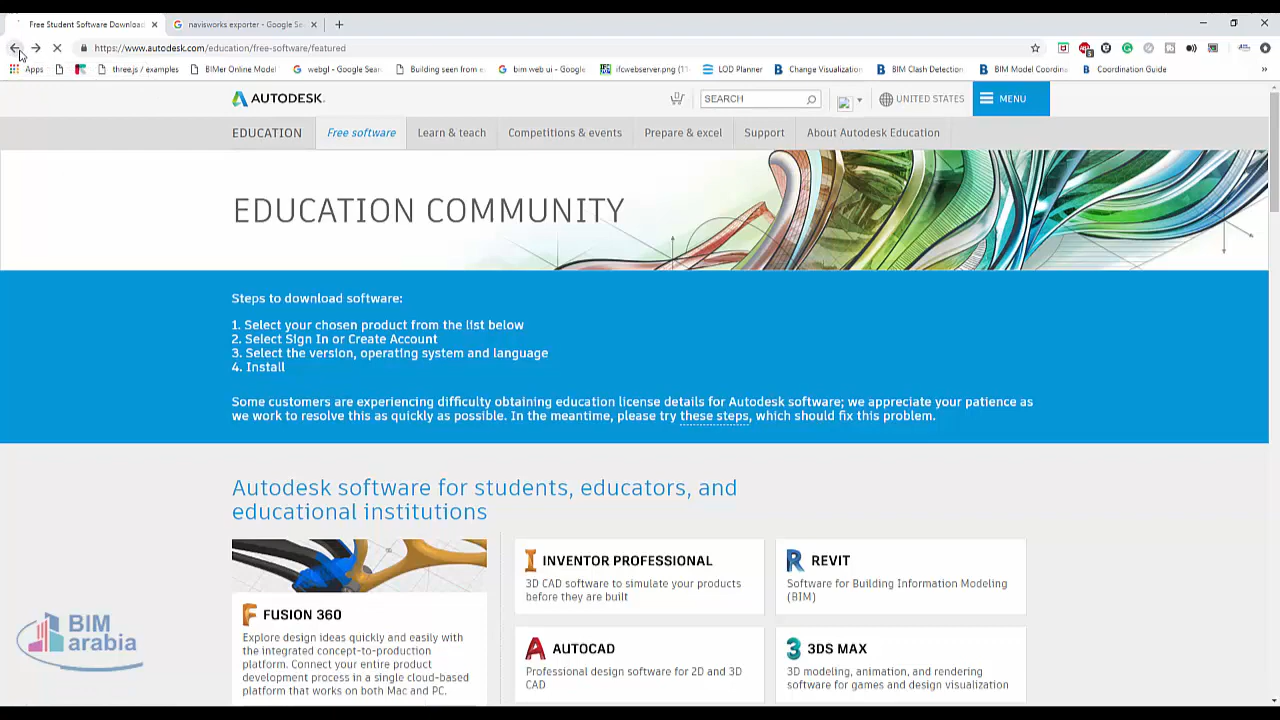 Free Student Software Download
navisworks exporter - Google Se
https://www.autodesk.com/education/free-software/featured
Apps
three.js / examples
BIMer Online Model
webgl - Google Sear
Building seen from e
bim web ui - Google
ifcwebserver.png (11
LOD Planner
Change Visualization
BIM Clash Detection
BIM Model Coordina
Coordination Guide
»
AUTODESK.
SEARCH
UNITED STATES
MENU
EDUCATION
Free software
Learn & teach
Competitions & events
Prepare & excel
Support
About Autodesk Education
EDUCATION COMMUNITY
Steps to download software:
1. Select your chosen product from the list below
2. Select Sign In or Create Account
3. Select the version, operating system and language
4. Install
Some customers are experiencing difficulty obtaining education license details for Autodesk software; we appreciate your patience as
we work to resolve this as quickly as possible. In the meantime, please try these steps, which should fix this problem.
Autodesk software for students, educators, and
educational institutions
FUSION 360
Explore design ideas quickly and easily with
the integrated concept-to-production
platform. Connect your entire product
development process in a single cloud-based
platform that works on both Mac and PC.
INVENTOR PROFESSIONAL
3D CAD software to simulate your products
before they are built
REVIT
Software for Building Information Modeling
(BIM)
AUTOCAD
Professional design software for 2D and 3D
CAD
3DS MAX
3D modeling, animation, and rendering
software for games and design visualization
BIM
arabia